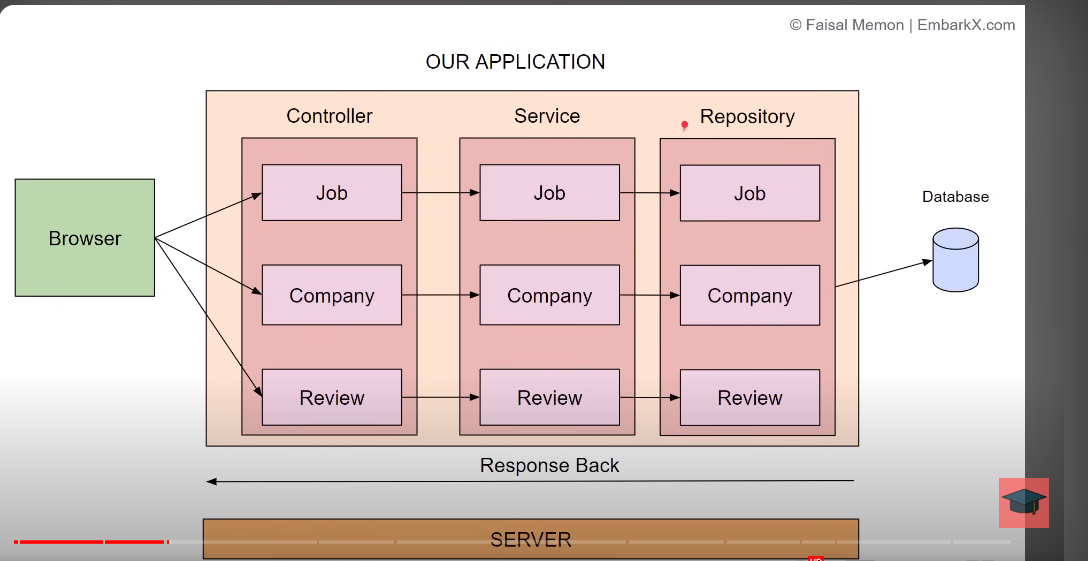 © Faisal Memon | EmbarkX.com
OUR APPLICATION
Controller
Service
Repository
Job
Job
Job
Database
Browser
Company
Company
Company
Review
Review
Review
Response Back
SERVER